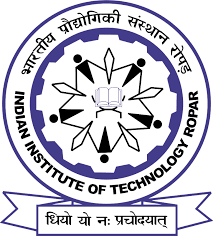 भारतीय प्रौद्योगिकी संस्थान रोपड़
INDIAN INSTITUTE OF TECHNOLOGY ROPAR
धियो यो नः प्रचोदयात्